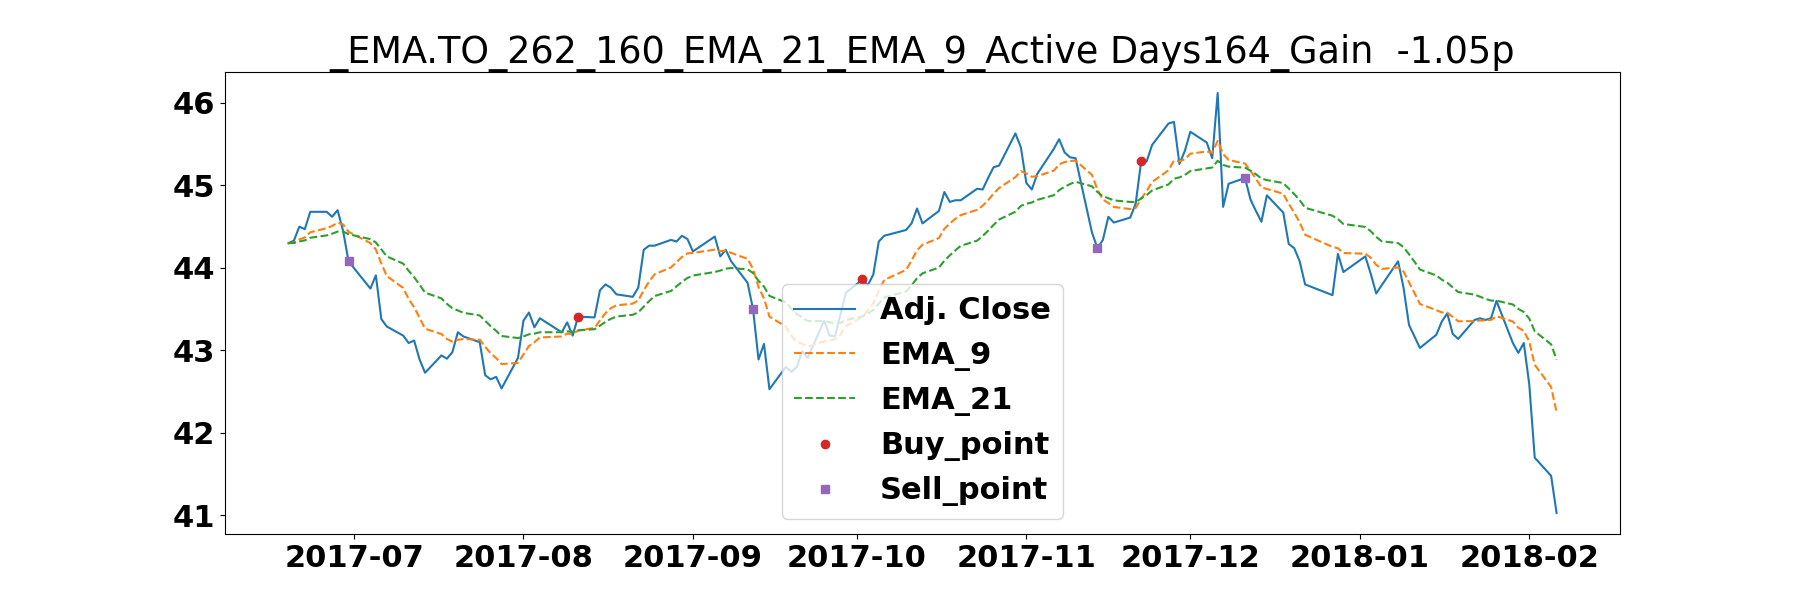 _EMA.TO_262_160_EMA_21_EMA_9_Active Days164_Gain  -1.05p
46
45
44
43
42
41
Adj. Close
EMA_9
EMA_21
Buy_point
Sell_point
2017-07 2017-08 2017-09 2017-10 2017-11 2017-12 2018-01 2018-02